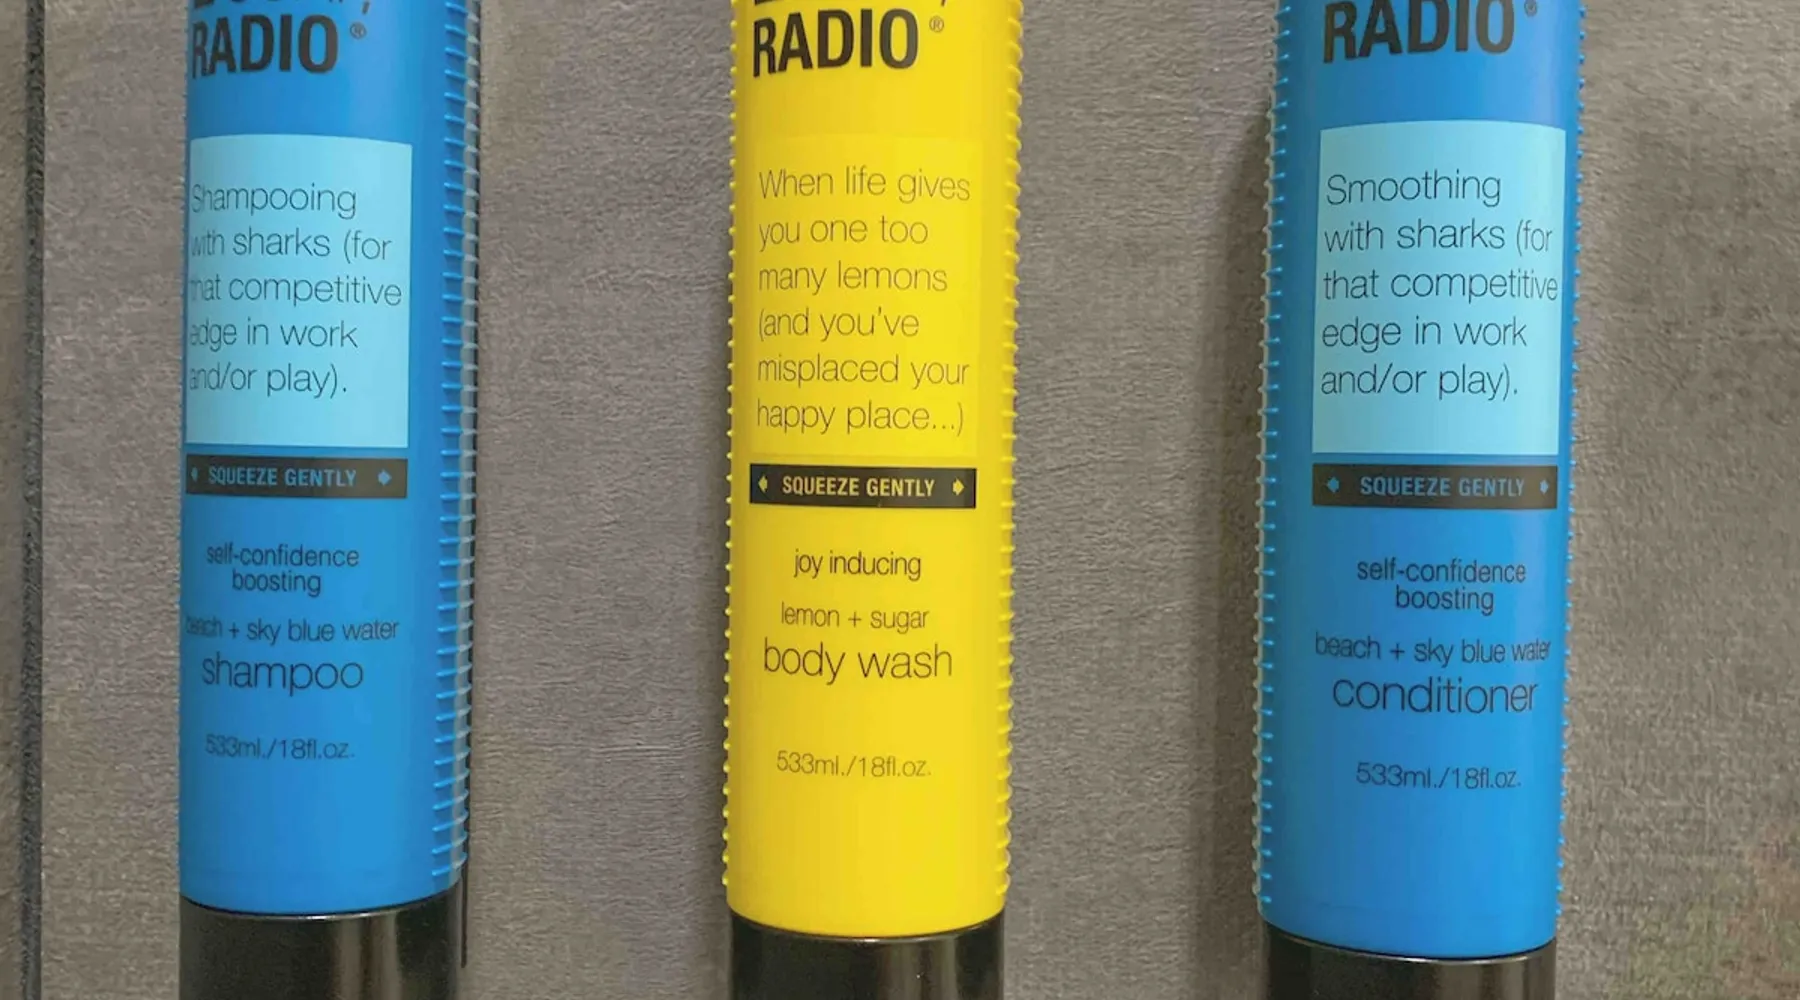 RADIO®
Shampooing
with sharks (for
that competitive
edge in work
and/or play).
SQUEEZE GENTLY
self-confidence
boosting
beach + sky blue water
shampoo
533ml./18fl.oz.
RADIO®
When life gives
you one too
many lemons
(and you've
misplaced your
happy place...)
SQUEEZE GENTLY
joy inducing
lemon + sugar
body wash
533ml./18fl.oz.
RADIO®
Smoothing
with sharks (for
that competitive
edge in work
and/or play).
SQUEEZE GENTLY
self-confidence
boosting
beach + sky blue water
conditioner
533ml./18fl.oz.